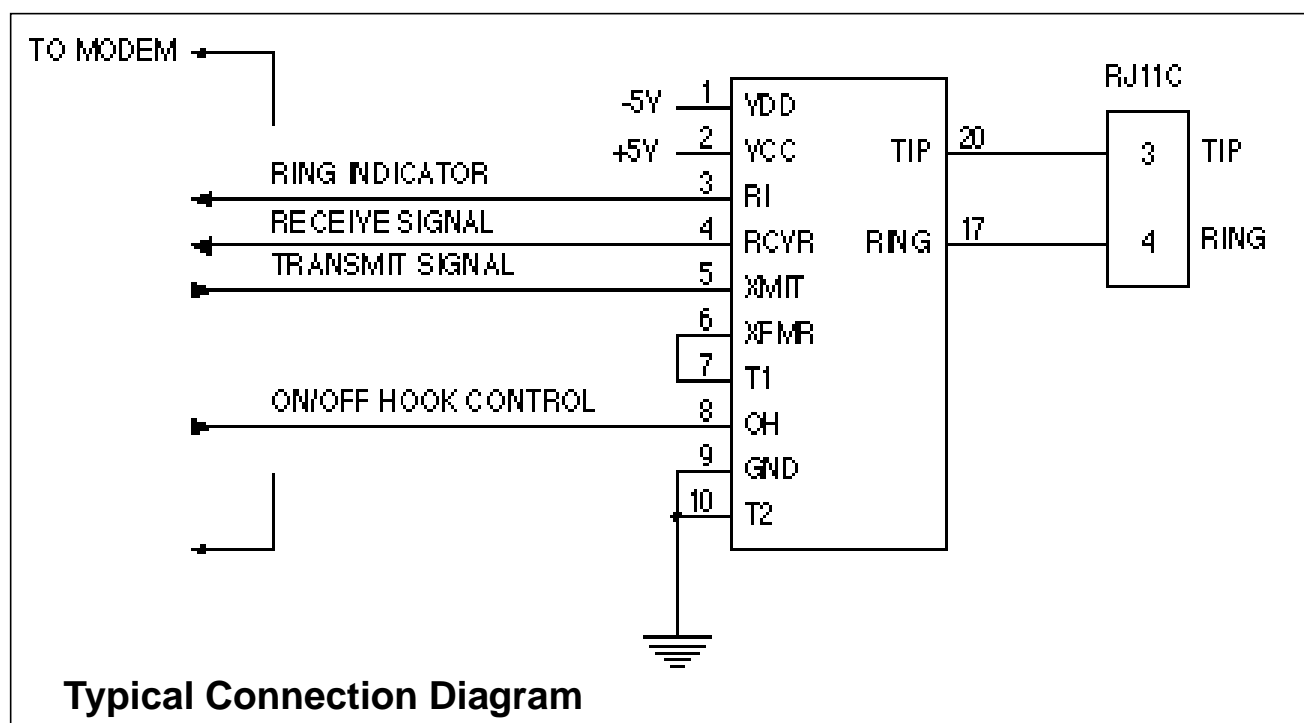 TO MODEM
RJ11C
-5V 1 VDD
+5V 2 VCC TIP 20 3 TIP
RING INDICATOR 3 RI
RECEIVE SIGNAL 4 RCVR RING 17 4 RING
TRANSMIT SIGNAL 5 XMIT
6 XFMR
7 T1
ON/OFF HOOK CONTROL 8 OH
9 GND
10 T2
Typical Connection Diagram